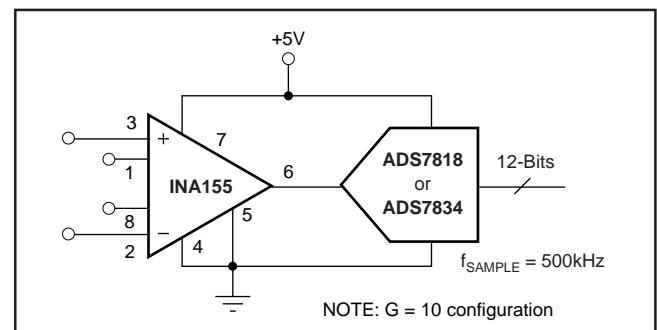 +5V
3
+
7
1
INA155
6
ADS7818
or
ADS7834
12-Bits
8
5
−
2
4
fSAMPLE = 500kHz
NOTE: G = 10 configuration